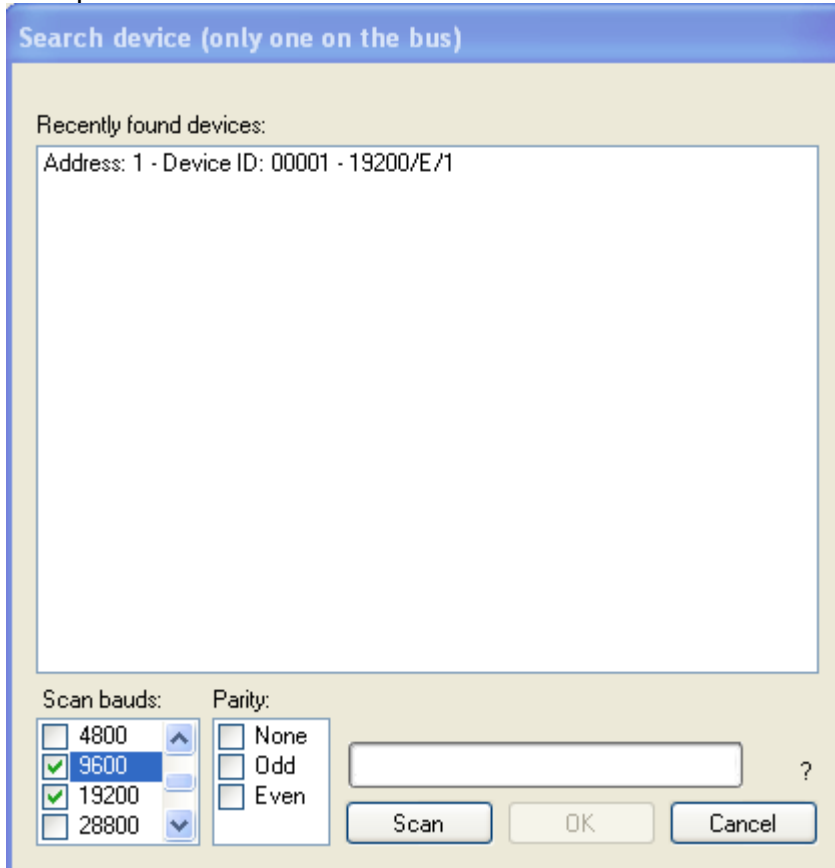 Search device (only one on the bus)
Recently found devices:
Address: 1 - Device ID: 00001 - 19200/E/1
Scan bauds:
Parity:
4800
9600
19200
28800
None
Odd
Even
?
Scan
OK
Cancel